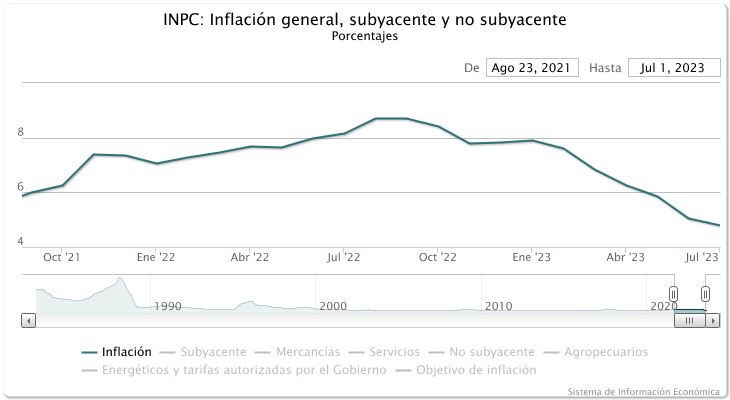 INPC: Inflación general, subyacente y no subyacente
Porcentajes
De Ago 23, 2021 Hasta Jul 1, 2023
8
6
4
Oct '21 Ene '22 Abr '22 Jul '22 Oct '22 Ene '23 Abr '23 Jul '23
1990 2000 2010 2020
Inflación Subyacente Mercancías Servicios No subyacente Agropecuarios
Energéticos y tarifas autorizadas por el Gobierno Objetivo de inflación
Sistema de Información Económica